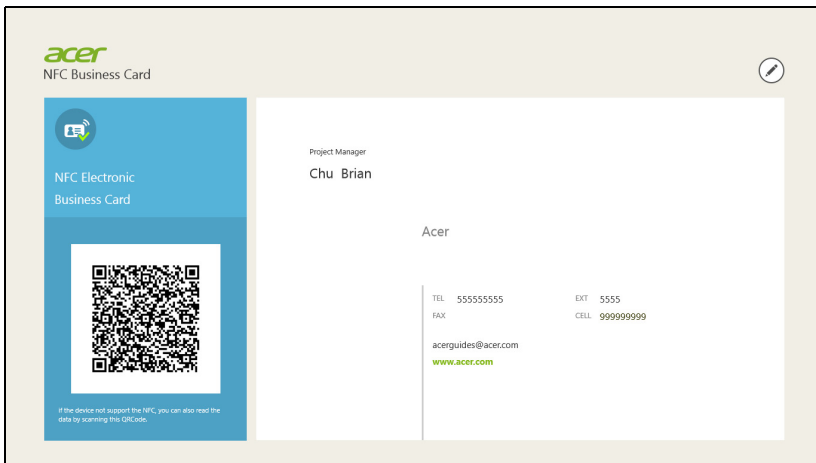 acer
NFC Business Card
NFC Electronic
Business Card
if the device not support the NFC, you can also read the
data by scanning this QRCode.
Project Manager
Chu Brian
Acer
TEL 555555555 EXT 5555
FAX CELL 999999999
acerguides@acer.com
www.acer.com